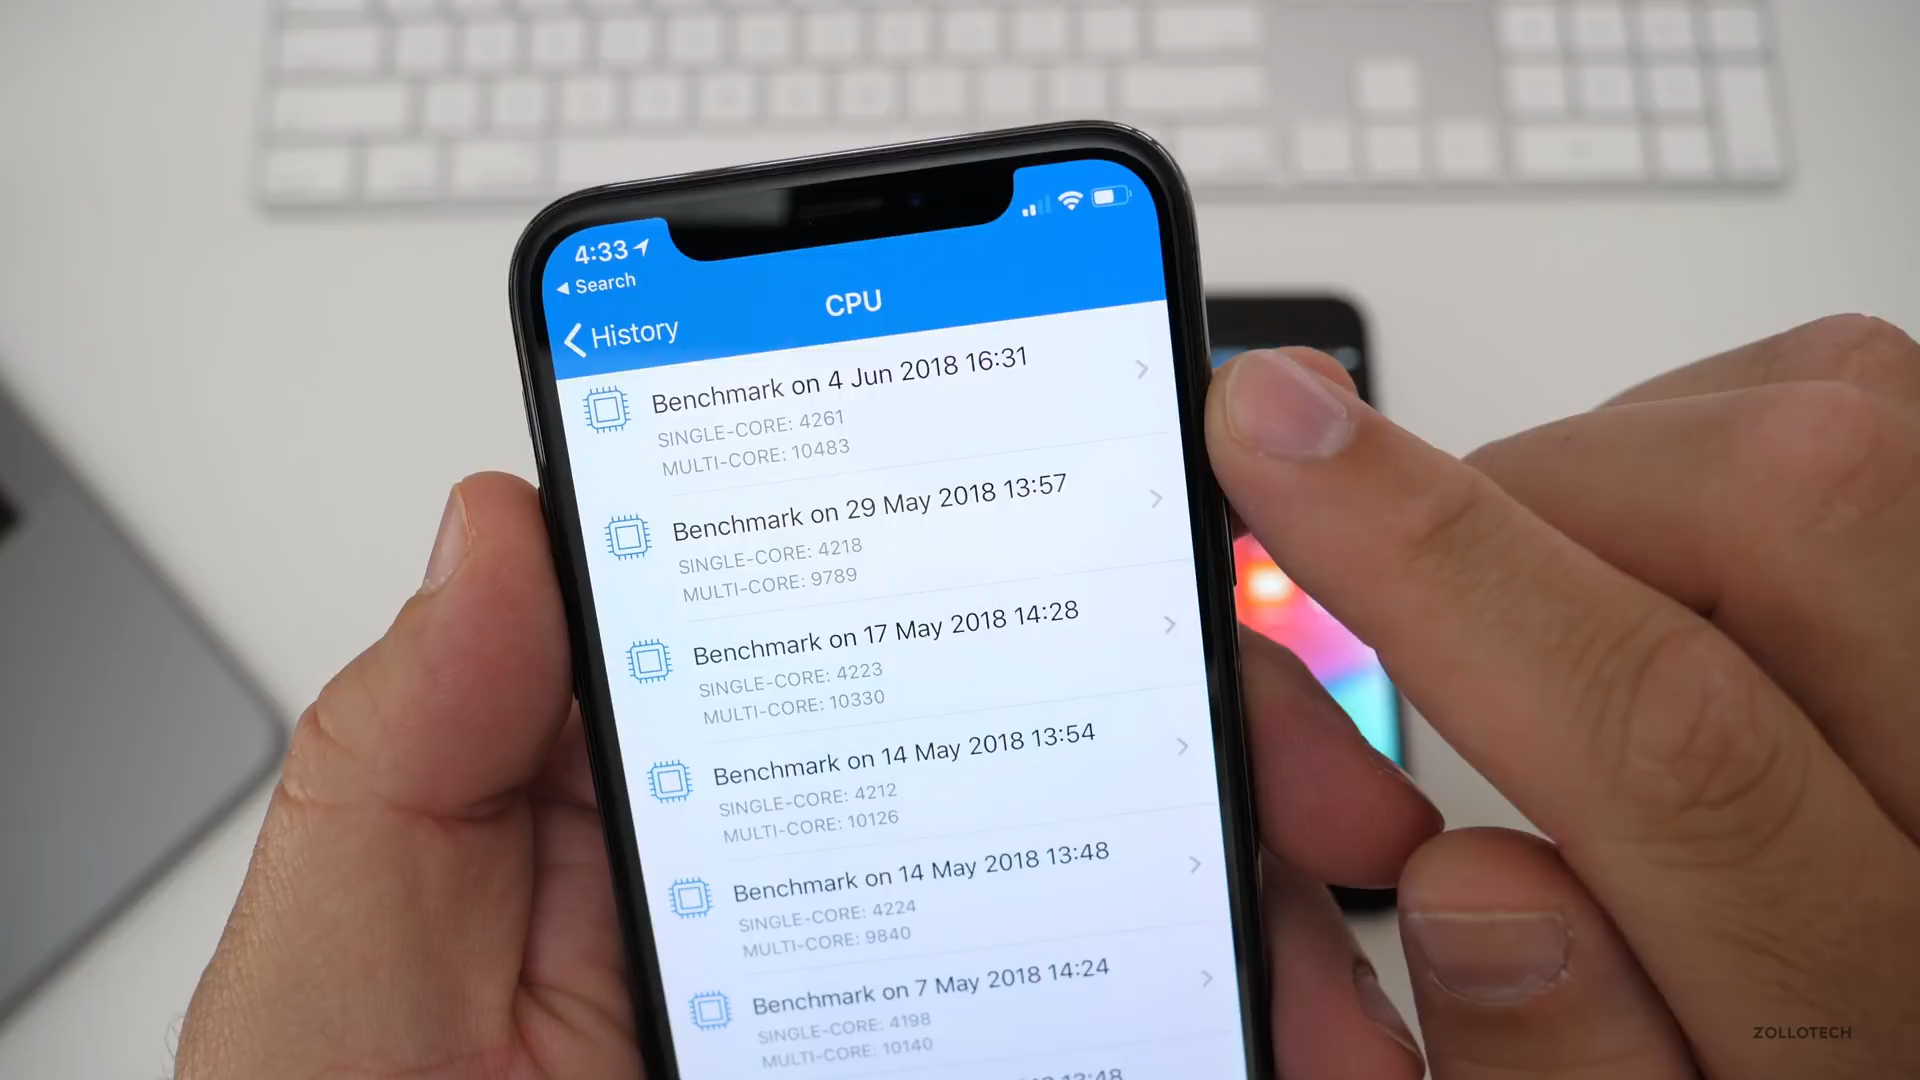 4:33
Search
History
CPU
Benchmark on 4 Jun 2018 16:31
SINGLE-CORE: 4261
MULTI-CORE: 10483
Benchmark on 29 May 2018 13:57
SINGLE-CORE: 4218
MULTI-CORE: 9789
Benchmark on 17 May 2018 14:28
SINGLE-CORE: 4223
MULTI-CORE: 10330
Benchmark on 14 May 2018 13:54
SINGLE-CORE: 4212
MULTI-CORE: 10126
Benchmark on 14 May 2018 13:48
SINGLE-CORE: 4224
MULTI-CORE: 9840
Benchmark on 7 May 2018 14:24
SINGLE-CORE: 4198
MULTI-CORE: 10140
ZOLLOTECH